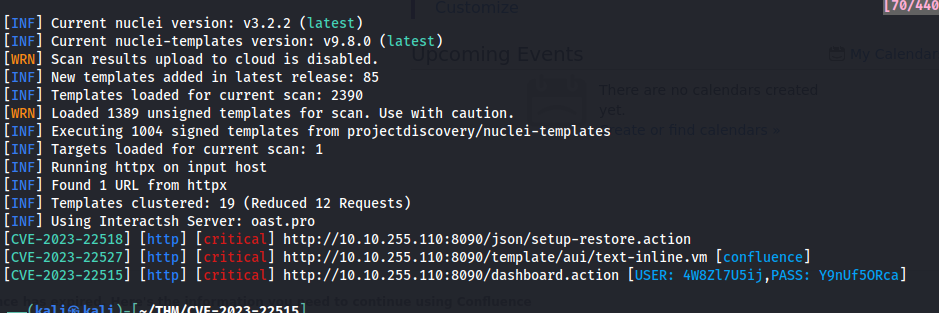 [70/440
Customize
[INF] Current nuclei version: v3.2.2 (latest)
[INF] Current nuclei-templates version: v9.8.0 (latest)
[WRN] Scan results upload to cloud is disabled.
Upcoming Events
My Calendar
[INF] New templates added in latest release: 85
[INF] Templates loaded for current scan: 2390
There are no calendars created
[WRN] Loaded 1389 unsigned templates for scan. Use with caution.
yet.
[INF] Executing 1004 signed templates from projectdiscovery/nuclei-templates
create or find calendars »
[INF] Targets loaded for current scan: 1
[INF] Running httpx on input host
[INF] Found 1 URL from httpx
[INF] Templates clustered: 19 (Reduced 12 Requests)
[INF] Using Interactsh Server: oast.pro
[CVE-2023-22518] [http] [critical] http://10.10.255.110:8090/json/setup-restore.action
[CVE-2023-22527] [http] [critical] http://10.10.255.110:8090/template/aui/text-inline.vm [confluence]
[CVE-2023-22515] [http] [critical] http://10.10.255.110:8090/dashboard.action [USER: 4W8Zl7U5ij,PASS: Y9nUf5ORca]
has expired. Here's the information you need to continue using Confluence
(kali㉿kali)-[~/THM/CVE-2023-22515]